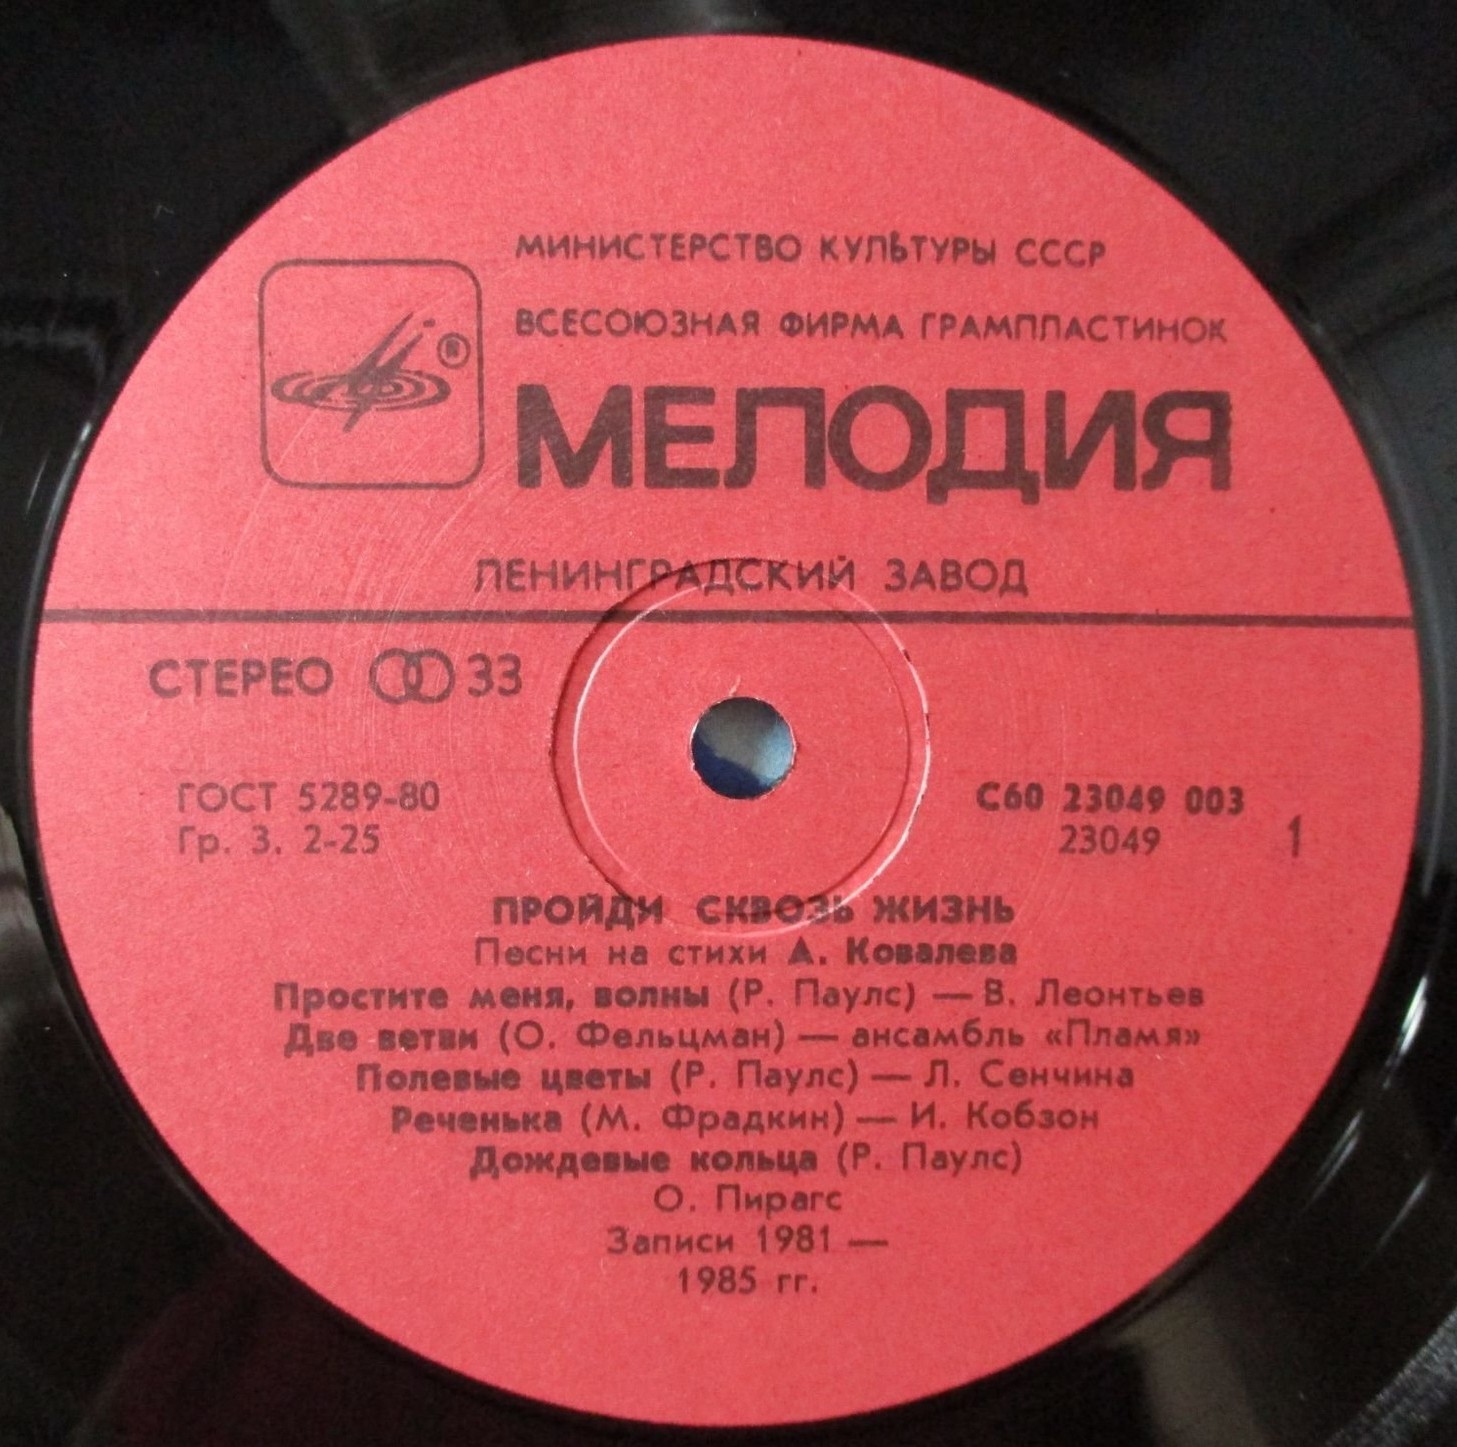 МИНИСТЕРСТВО КУЛЬТУРЫ СССР
ВСЕСОЮЗНАЯ ФИРМА ГРАМПЛАСТИНОК
®
МЕЛОДИЯ
ЛЕНИНГРАДСКИЙ ЗАВОД
СТЕРЕО 33
ГОСТ 5289-80
Гр. 3. 2-25
С60 23049 003
23049 1
ПРОЙДИ СКВОЗЬ ЖИЗНЬ
Песни на стихи А. Ковалева
Простите меня, волны (Р. Паулс) — В. Леонтьев
Две ветви (О. Фельцман) — ансамбль «Пламя»
Полевые цветы (Р. Паулс) — Л. Сенчина
Реченька (М. Фрадкин) — И. Кобзон
Дождевые кольца (Р. Паулс)
О. Пирагс
Записи 1981 —
1985 гг.